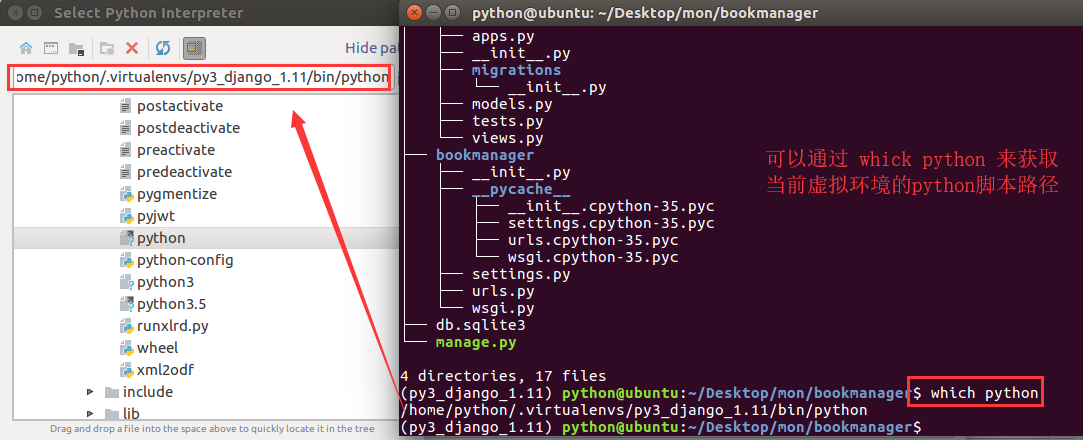 Select Python Interpreter
Hide pat
ome/python/.virtualenvs/py3_django_1.11/bin/python
postactivate
postdeactivate
preactivate
predeactivate
pygmentize
pyjwt
python
python-config
python3
python3.5
runxlrd.py
wheel
xml2odf
include
lib
Drag and drop a file into the space above to quickly locate it in the tree
python@ubuntu: ~/Desktop/mon/bookmanager
apps.py
__init__.py
migrations
__init__.py
models.py
tests.py
views.py
bookmanager
__init__.py
__pycache__
__init__.cpython-35.pyc
settings.cpython-35.pyc
urls.cpython-35.pyc
wsgi.cpython-35.pyc
settings.py
urls.py
wsgi.py
db.sqlite3
manage.py
可以通过 whick python 来获取
当前虚拟环境的python脚本路径
4 directories, 17 files
(py3_django_1.11) python@ubuntu:~/Desktop/mon/bookmanager$ which python
/home/python/.virtualenvs/py3_django_1.11/bin/python
(py3_django_1.11) python@ubuntu:~/Desktop/mon/bookmanager$